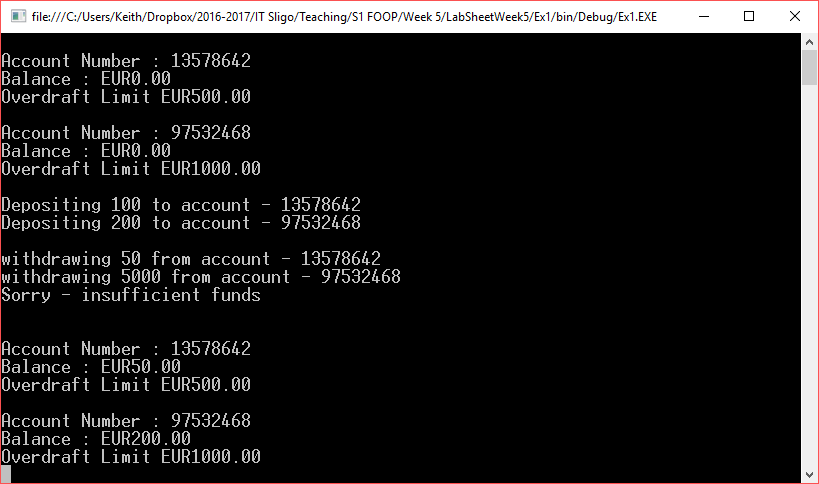 file:///C:/Users/Keith/Dropbox/2016-2017/IT Sligo/Teaching/S1 FOOP/Week 5/LabSheetWeek5/Ex1/bin/Debug/Ex1.EXE
Account Number : 13578642
Balance : EUR0.00
Overdraft Limit EUR500.00
Account Number : 97532468
Balance : EUR0.00
Overdraft Limit EUR1000.00
Depositing 100 to account - 13578642
Depositing 200 to account - 97532468
withdrawing 50 from account - 13578642
withdrawing 5000 from account - 97532468
Sorry - insufficient funds
Account Number : 13578642
Balance : EUR50.00
Overdraft Limit EUR500.00
Account Number : 97532468
Balance : EUR200.00
Overdraft Limit EUR1000.00